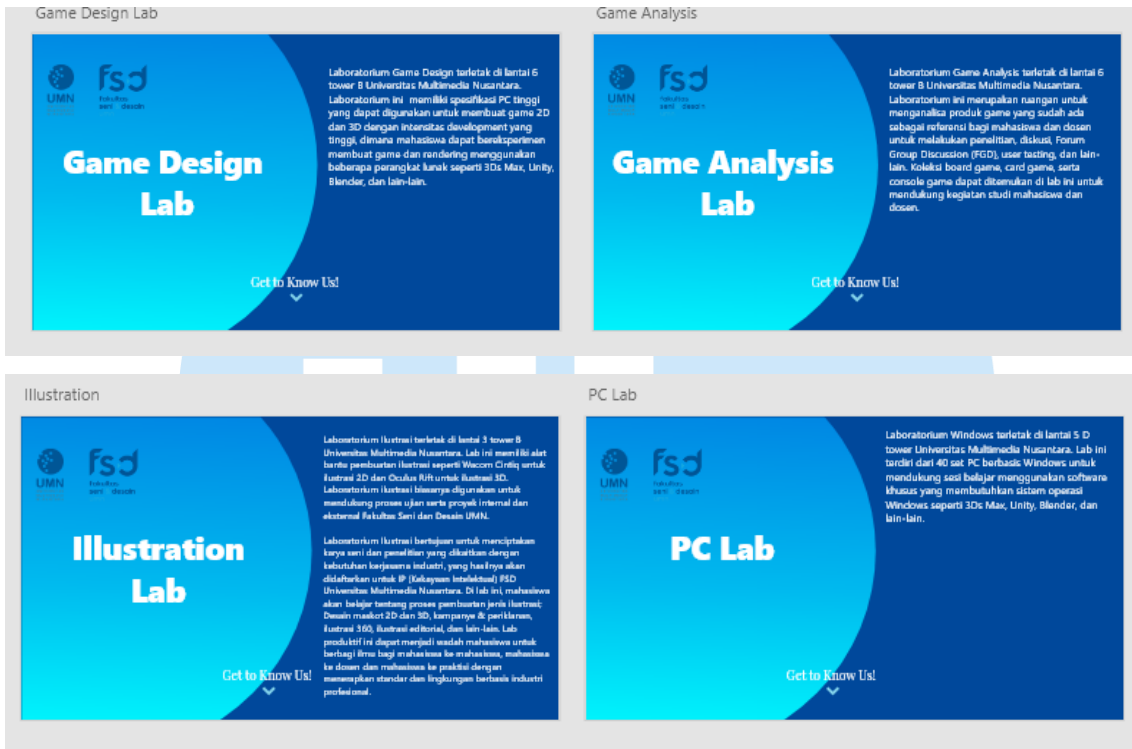 Game Design Lab
UMN
fsd
fakultas
seni desain
Game Design
Lab
Laboratorium Game Design terletak di lantai 6
tower B Universitas Multimedia Nusantara.
Laboratorium ini memiliki spesifikasi PC tinggi
yang dapat digunakan untuk membuat game 2D
dan 3D dengan intensitas development yang
tinggi, dimana mahasiswa dapat bereksperimen
membuat game dan rendering menggunakan
beberapa perangkat lunak seperti 3Ds Max, Unity,
Blender, dan lain-lain.
Get to Know Us!
Game Analysis
UMN
fsd
fakultas
seni desain
Game Analysis
Lab
Laboratorium Game Analysis terletak di lantai 6
tower B Universitas Multimedia Nusantara.
Laboratorium ini merupakan ruangan untuk
menganalisa produk game yang sudah ada
sebagai referensi bagi mahasiswa dan dosen
untuk melakukan penelitian, diskusi, Forum
Group Discussion (FGD), user testing, dan lain-
lain. Koleksi board game, card game, serta
console game dapat ditemukan di lab ini untuk
mendukung kegiatan studi mahasiswa dan
dosen.
Get to Know Us!
Illustration
UMN
fsd
fakultas
seni desain
Illustration
Lab
Laboratorium Ilustrasi terletak di lantai 3 tower B
Universitas Multimedia Nusantara. Lab ini memiliki alat
bantu pembuatan ilustrasi seperti Wacom Cintiq untuk
ilustrasi 2D dan Oculus Rift untuk ilustrasi 3D.
Laboratorium ilustrasi biasanya digunakan untuk
mendukung proses ujian serta proyek internal dan
eksternal Fakultas Seni dan Desain UMN.
Laboratorium Ilustrasi bertujuan untuk menciptakan
karya seni dan penelitian yang dikaitkan dengan
kebutuhan kerjasama industri, yang hasilnya akan
didaftarkan untuk IP (Kekayaan Intelektual) FSD
Universitas Multimedia Nusantara. Di lab ini, mahasiswa
akan belajar tentang proses pembuatan jenis ilustrasi;
Desain maskot 2D dan 3D, kampanye & periklanan,
ilustrasi 360, ilustrasi editorial, dan lain-lain. Lab
produktif ini dapat menjadi wadah mahasiswa untuk
berbagi ilmu bagi mahasiswa ke mahasiswa, mahasiswa
ke dosen dan mahasiswa ke praktisi dengan
menerapkan standar dan lingkungan berbasis industri
profesional.
Get to Know Us!
PC Lab
UMN
fsd
fakultas
seni desain
PC Lab
Laboratorium Windows terletak di lantai 5 D
tower Universitas Multimedia Nusantara. Lab ini
terdiri dari 40 set PC berbasis Windows untuk
mendukung sesi belajar menggunakan software
khusus yang membutuhkan sistem operasi
Windows seperti 3Ds Max, Unity, Blender, dan
lain-lain.
Get to Know Us!